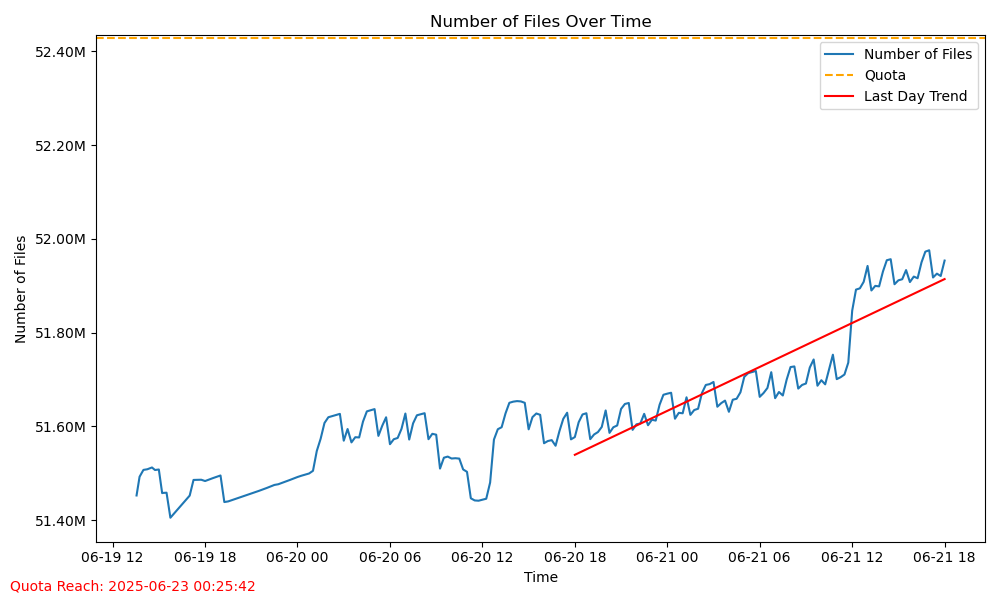 Number of Files Over Time
Number of Files
Quota
Last Day Trend
52.40M
52.20M
52.00M
51.80M
51.60M
51.40M
Number of Files
06-19 12
06-19 18
06-20 00
06-20 06
06-20 12
06-20 18
06-21 00
06-21 06
06-21 12
06-21 18
Time
Quota Reach: 2025-06-23 00:25:42